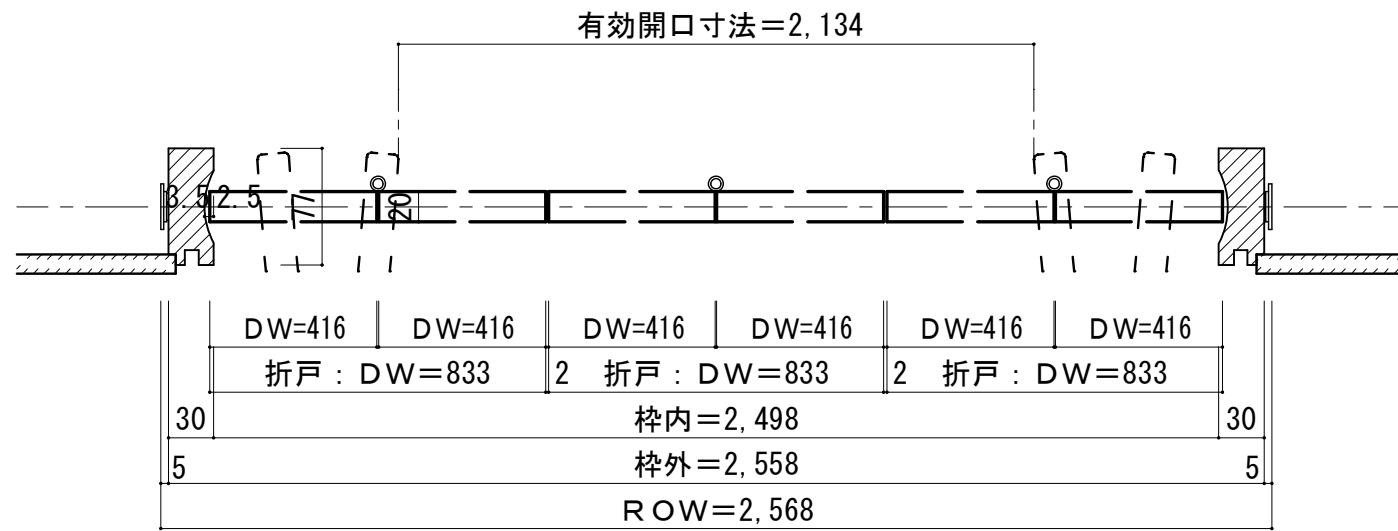 有効開口寸法＝2,134
3.5 2.5
77
20
ＤＷ=416 ＤＷ=416 ＤＷ=416 ＤＷ=416 ＤＷ=416 ＤＷ=416
折戸：ＤＷ＝833 2 折戸：ＤＷ＝833 2 折戸：ＤＷ＝833
30 枠内＝2,498 30
5 枠外＝2,558 5
ＲＯＷ＝2,568